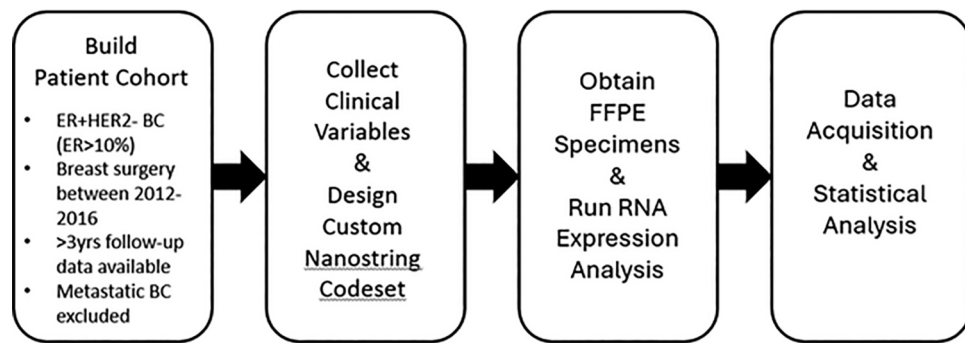 Build
Patient Cohort
• ER+HER2- BC
(ER>10%)
• Breast surgery
between 2012-
2016
• >3yrs follow-up
data available
• Metastatic BC
excluded
Collect
Clinical
Variables
&
Design
Custom
Nanostring
Codeset
Obtain
FFPE
Specimens
&
Run RNA
Expression
Analysis
Data
Acquisition
&
Statistical
Analysis